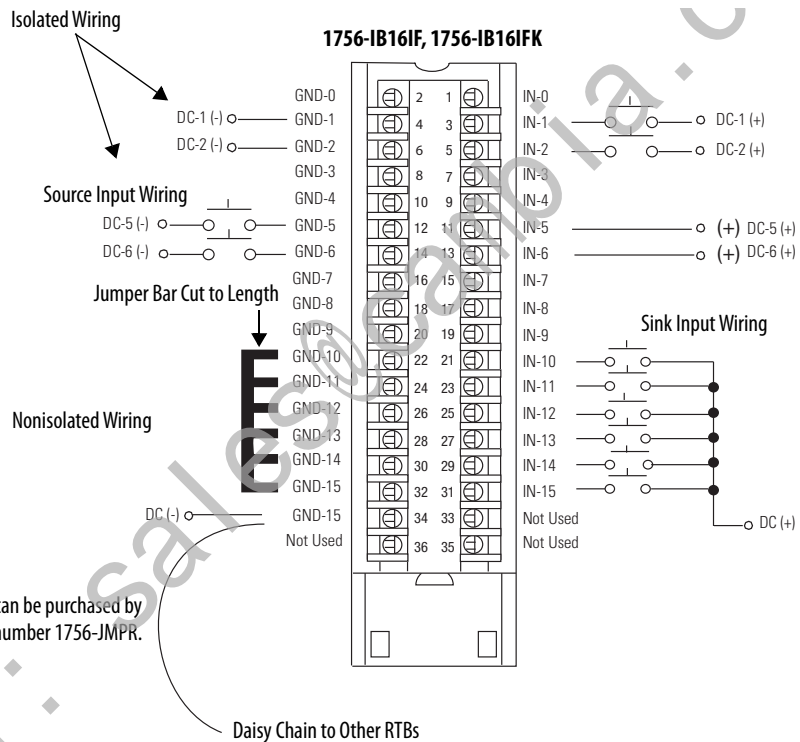 Isolated Wiring
1756-IB16IF, 1756-IB16IFK
GND-0 2 1 IN-0
DC-1 (-) GND-1 4 3 IN-1 DC-1 (+)
DC-2 (-) GND-2 6 5 IN-2 DC-2 (+)
GND-3 8 7 IN-3
Source Input Wiring
GND-4 10 9 IN-4
DC-5 (-) GND-5 12 11 IN-5 (+) DC-5 (+)
DC-6 (-) GND-6 14 13 IN-6 (+) DC-6 (+)
GND-7 16 15 IN-7
Jumper Bar Cut to Length
GND-8 18 17 IN-8
GND-9 20 19 IN-9
Sink Input Wiring
GND-10 22 21 IN-10
GND-11 24 23 IN-11
GND-12 26 25 IN-12
Nonisolated Wiring
GND-13 28 27 IN-13
GND-14 30 29 IN-14
GND-15 32 31 IN-15
DC (-) GND-15 34 33 Not Used
DC (+)
Not Used 36 35 Not Used
can be purchased by
number 1756-JMPR.
Daisy Chain to Other RTBs
sales@cambia.c